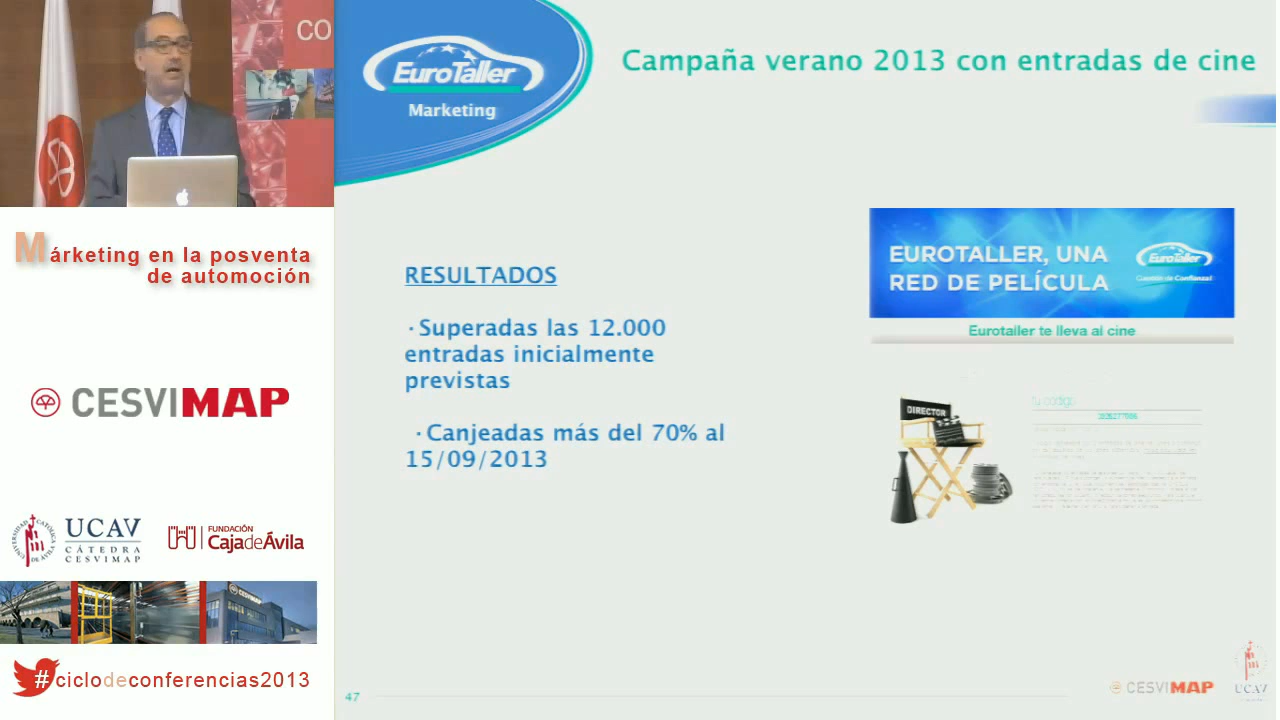 CO
EuroTaller
Marketing
Campaña verano 2013 con entradas de cine
Márketing en la posventa
de automoción
CESVIMAP
UCAV
CÁTEDRA
CESVIMAP
FUNDACIÓN
CajadeÁvila
CESVIMAP
#ciclodeconferencias2013
RESULTADOS
·Superadas las 12.000
entradas inicialmente
previstas
·Canjeadas más del 70% al
15/09/2013
EUROTALLER, UNA
RED DE PELÍCULA
EuroTaller
Eurotaller te lleva al cine
DIRECTOR
tu código
47
CESVIMAP
UCAV